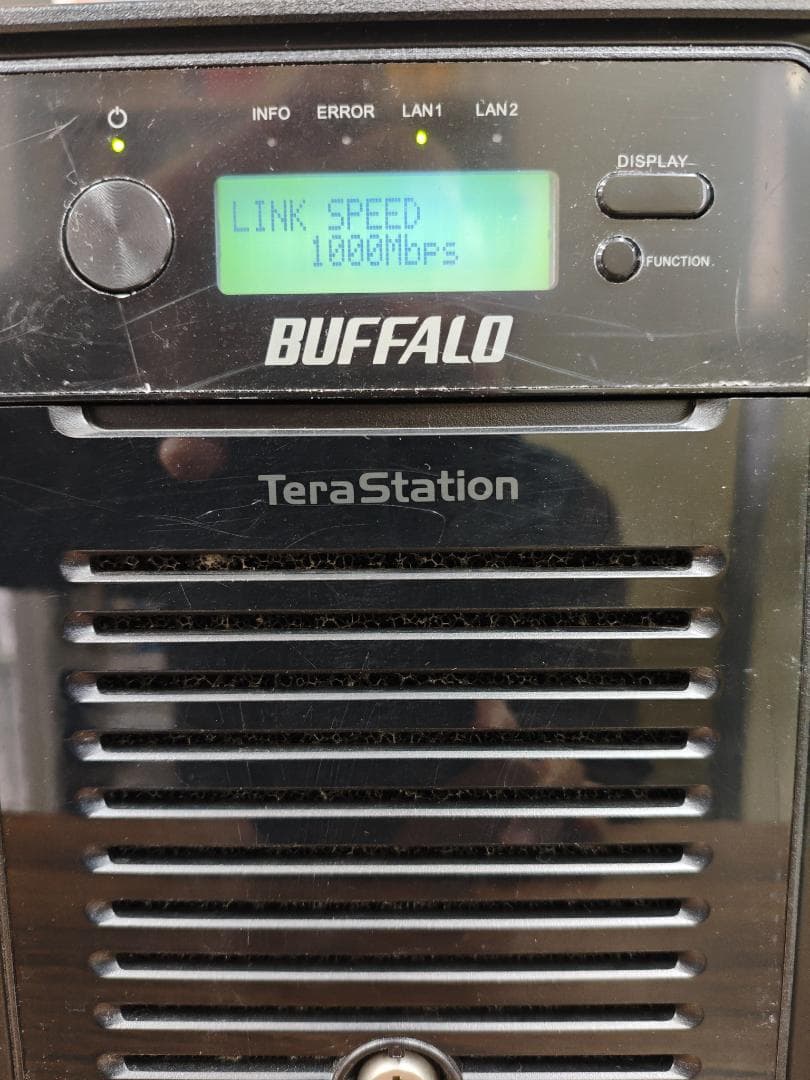 INFO ERROR LAN1 LAN2
DISPLAY
LINK SPEED
1000Mbps
FUNCTION
BUFFALO
TeraStation